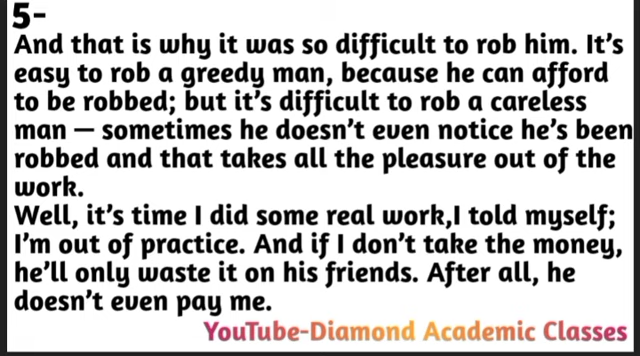 5-
And that is why it was so difficult to rob him. It's
easy to rob a greedy man, because he can afford
to be robbed; but it's difficult to rob a careless
man — sometimes he doesn't even notice he's been
robbed and that takes all the pleasure out of the
work.
Well, it's time I did some real work,I told myself;
I'm out of practice. And if I don't take the money,
he'll only waste it on his friends. After all, he
doesn't even pay me.
YouTube-Diamond Academic Classes